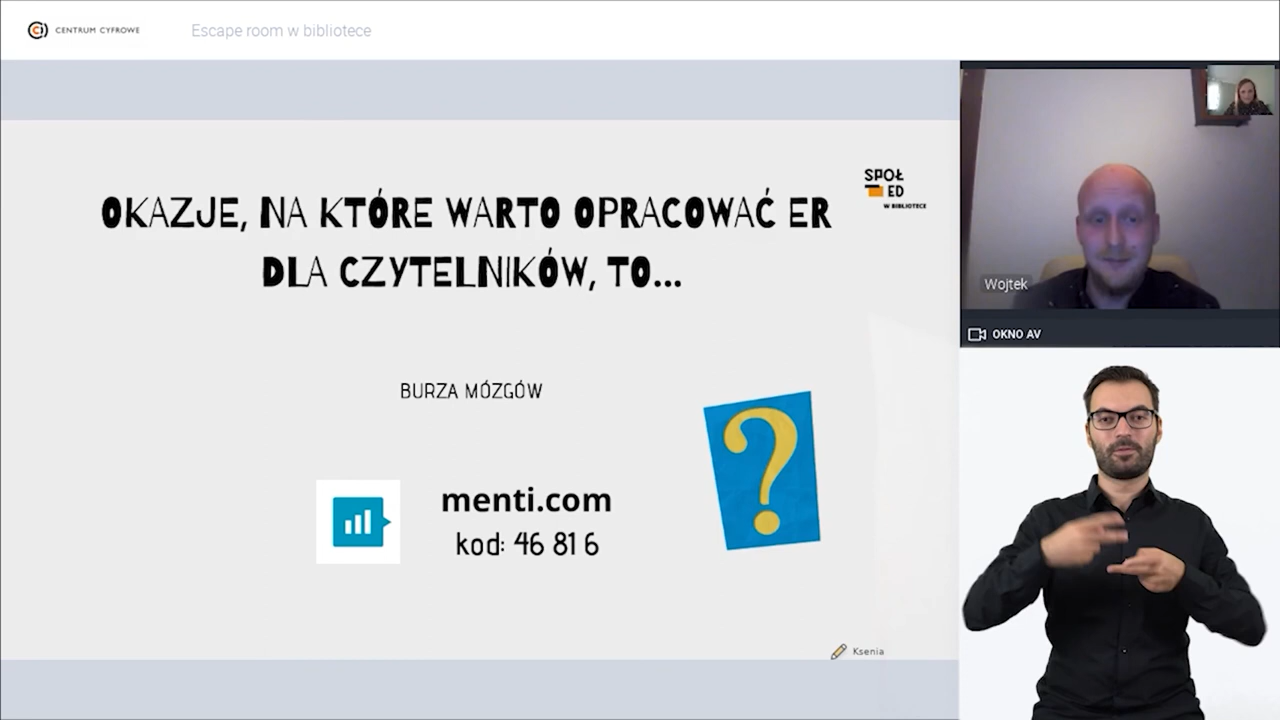 CENTRUM CYFROWE
Escape room w bibliotece
OKAZJE, NA KTÓRE WARTO OPRACOWAĆ ER
DLA CZYTELNIKÓW, TO...
SPOŁ
ED
W BIBLIOTECE
BURZA MÓZGÓW
menti.com
kod: 46 81 6
Ksenia
Wojtek
OKNO AV